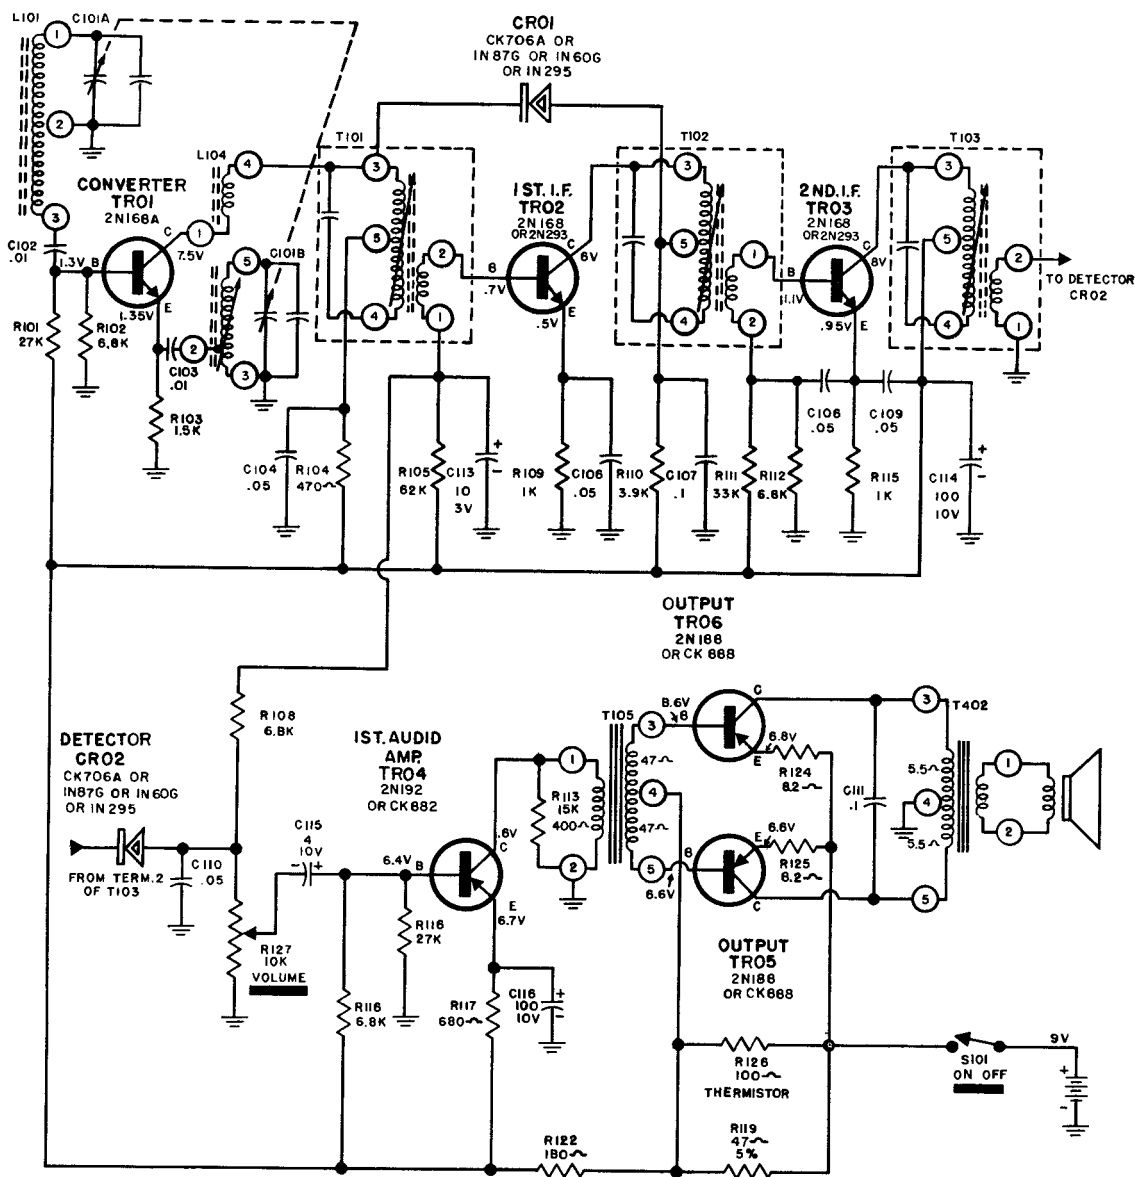 L101
C101A
1
2
3
CR01
CK706A OR
IN87G OR IN60G
OR IN295
CONVERTER
TR01
2N168A
L104
4
1
C
7.5V
C102
.01
1.3V
B
E
1.35V
R101
27K
R102
6.8K
C103
.01
2
5
3
C101B
R103
1.5K
T101
3
5
4
2
1
1ST. I.F.
TR02
2N168
OR2N293
B
.7V
C
6V
E
.5V
T102
3
5
4
1
2
2ND. I.F.
TR03
2N168
OR2N293
B
1.1V
C
8V
E
.95V
T103
3
5
4
2
1
TO DETECTOR
CR02
C104
.05
R104
470~
R105
62K
C113
10
3V
+
-
R109
1K
C106
.05
R110
3.9K
C107
.1
R111
33K
R112
6.8K
C106
.05
C109
.05
R115
1K
C114
100
10V
+
-
OUTPUT
TR06
2N188
OR CK 888
R108
6.8K
DETECTOR
CR02
CK706A OR
IN87G OR IN60G
OR IN295
FROM TERM.2
OF T103
C110
.05
R127
10K
VOLUME
C115
4
10V
-
+
1ST. AUDIO
AMP.
TR04
2N192
OR CK882
6.4V
B
.6V
C
E
6.7V
R116
27K
R116
6.8K
R117
680~
C116
100
10V
+
-
R113
15K
400~
1
2
T105
3
47~
4
47~
5
8.6V
B
C
6.8V
E
R124
8.2~
6.6V
E
R125
8.2~
B
6.6V
C
OUTPUT
TR05
2N188
OR CK888
C111
.1
3
T402
5.5~
4
5.5~
5
1
2
R126
100~
THERMISTOR
S101
ON OFF
9V
+
-
R122
180~
R119
47~
5%